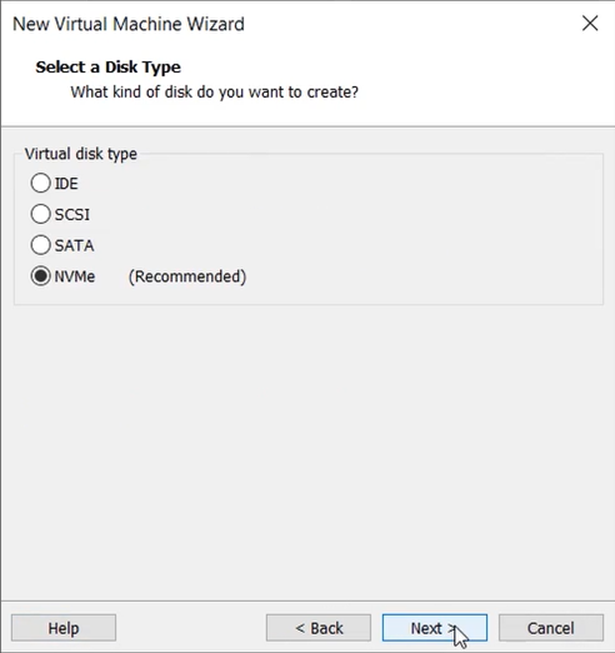 New Virtual Machine Wizard
Select a Disk Type
What kind of disk do you want to create?
Virtual disk type
IDE
SCSI
SATA
NVMe (Recommended)
Help < Back Next > Cancel